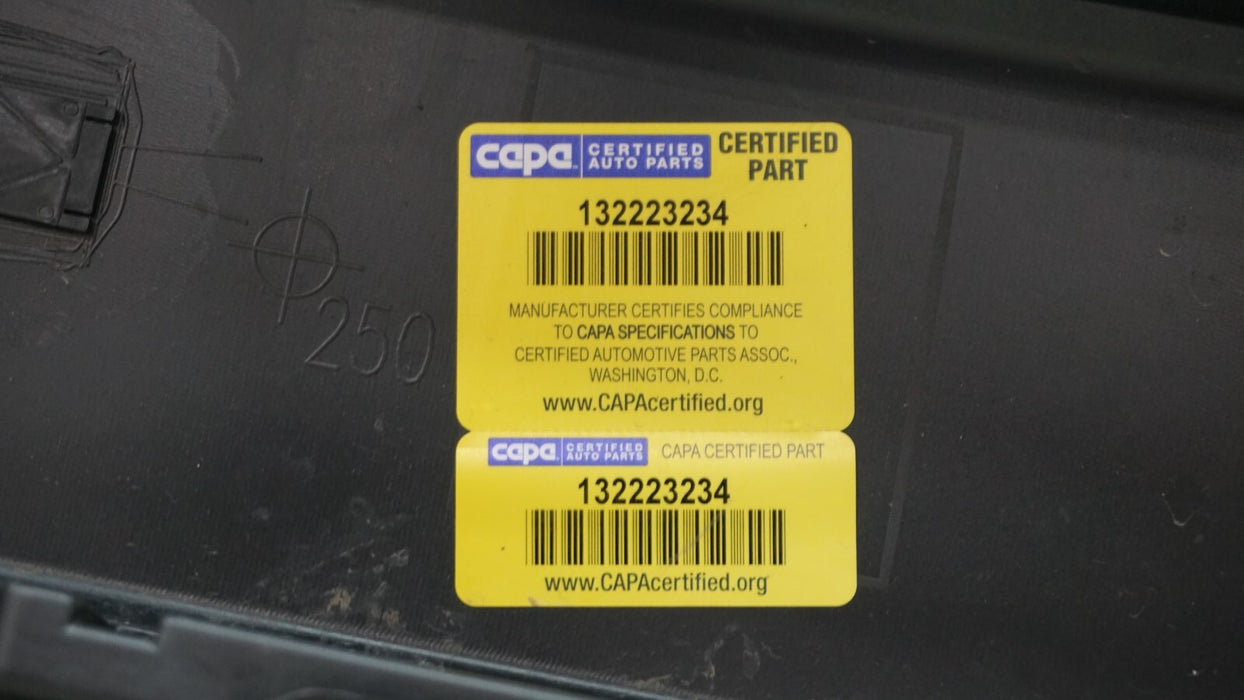 capa CERTIFIED AUTO PARTS
CERTIFIED PART
132223234
MANUFACTURER CERTIFIES COMPLIANCE
TO CAPA SPECIFICATIONS TO
CERTIFIED AUTOMOTIVE PARTS ASSOC.,
WASHINGTON, D.C.
www.CAPAcertified.org
capa CERTIFIED AUTO PARTS CAPA CERTIFIED PART
132223234
www.CAPAcertified.org
250